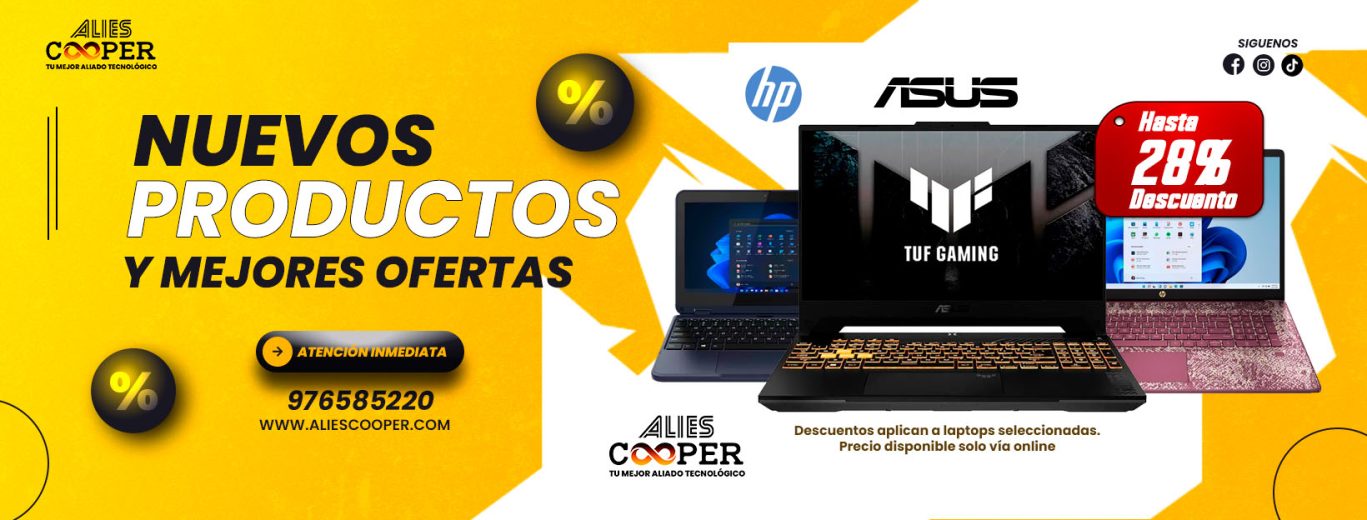 ALIES
COOPER
TU MEJOR ALIADO TECNOLÓGICO
NUEVOS
PRODUCTOS
Y MEJORES OFERTAS
%
%
ATENCIÓN INMEDIATA
976585220
WWW.ALIESCOOPER.COM
hp
ASUS
SIGUENOS
Hasta
28%
Descuento
TUF GAMING
ASUS
hp
ALIES
COOPER
TU MEJOR ALIADO TECNOLÓGICO
Descuentos aplican a laptops seleccionadas.
Precio disponible solo vía online